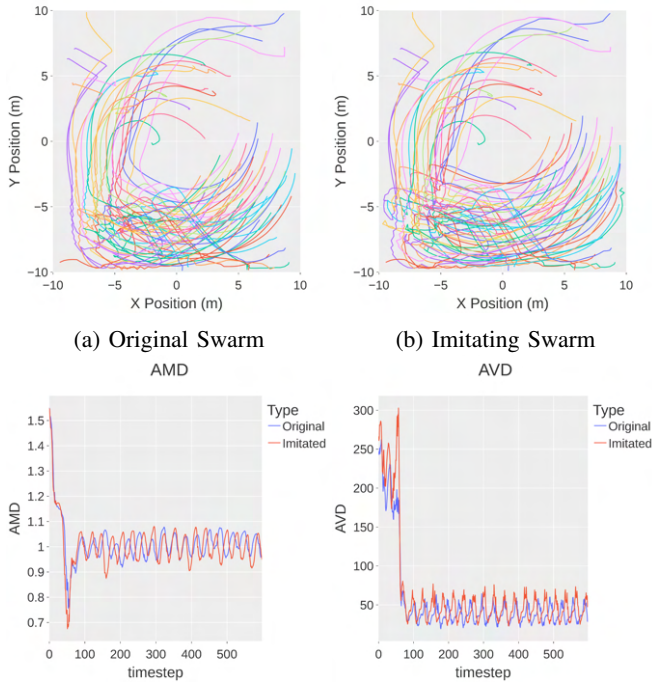 10
5
0
−5
−10
Y Position (m)
−10
−5
0
5
10
X Position (m)
10
5
0
−5
−10
Y Position (m)
−10
−5
0
5
10
X Position (m)
(a) Original Swarm
(b) Imitating Swarm
AMD
AVD
1.5
1.4
1.3
1.2
1.1
1
0.9
0.8
0.7
AMD
0
100
200
300
400
500
timestep
Type
Original
Imitated
300
250
200
150
100
50
AVD
0
100
200
300
400
500
timestep
Type
Original
Imitated